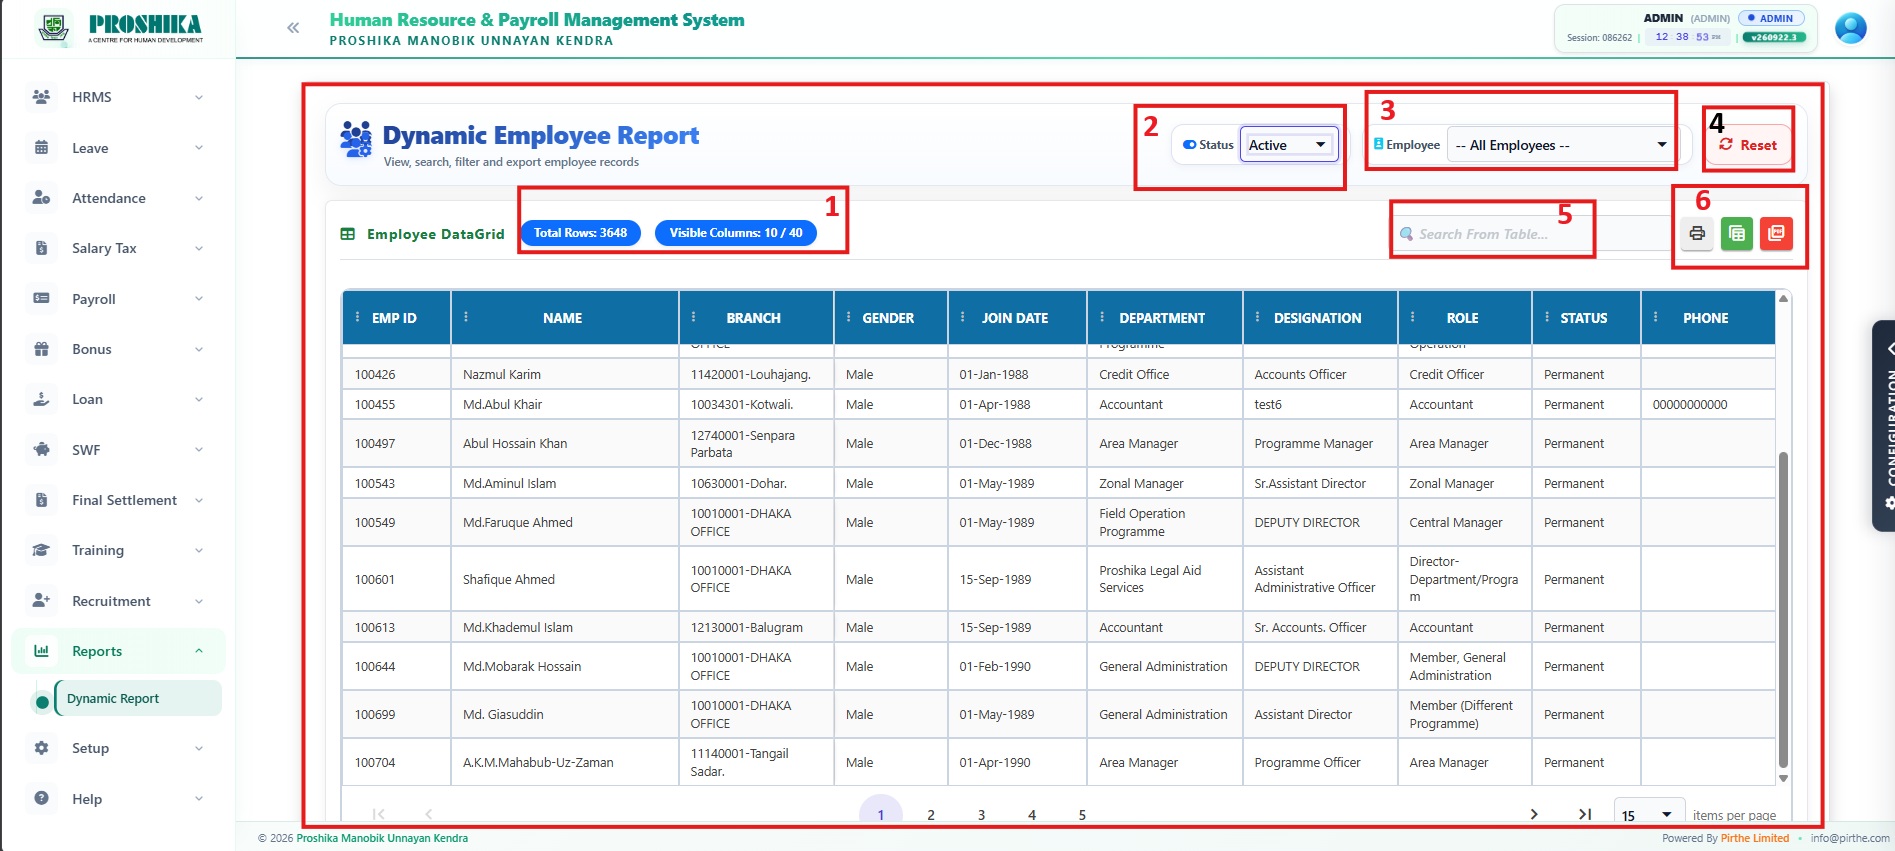 PROSHIKA
A CENTRE FOR HUMAN DEVELOPMENT
HRMS
Leave
Attendance
Salary Tax
Payroll
Bonus
Loan
SWF
Final Settlement
Training
Recruitment
Reports
Dynamic Report
Setup
Help
Human Resource & Payroll Management System
PROSHIKA MANOBIK UNNAYAN KENDRA
ADMIN (ADMIN) ADMIN
Session: 086262 | 12 38 53 PM | v260922.3
Dynamic Employee Report
View, search, filter and export employee records
2
Status Active
3
Employee -- All Employees --
4
Reset
Employee DataGrid
Total Rows: 3648
Visible Columns: 10 / 40
1
5
Search From Table...
6
EMP ID NAME BRANCH GENDER JOIN DATE DEPARTMENT DESIGNATION ROLE STATUS PHONE
OFFICE Programme Operation
100426 Nazmul Karim 11420001-Louhajang. Male 01-Jan-1988 Credit Office Accounts Officer Credit Officer Permanent
100455 Md.Abul Khair 10034301-Kotwali. Male 01-Apr-1988 Accountant test6 Accountant Permanent 00000000000
100497 Abul Hossain Khan 12740001-Senpara Parbata Male 01-Dec-1988 Area Manager Programme Manager Area Manager Permanent
100543 Md.Aminul Islam 10630001-Dohar. Male 01-May-1989 Zonal Manager Sr.Assistant Director Zonal Manager Permanent
100549 Md.Faruque Ahmed 10010001-DHAKA OFFICE Male 01-May-1989 Field Operation Programme DEPUTY DIRECTOR Central Manager Permanent
100601 Shafique Ahmed 10010001-DHAKA OFFICE Male 15-Sep-1989 Proshika Legal Aid Services Assistant Administrative Officer Director-Department/Program Permanent
100613 Md.Khademul Islam 12130001-Balugram Male 15-Sep-1989 Accountant Sr. Accounts. Officer Accountant Permanent
100644 Md.Mobarak Hossain 10010001-DHAKA OFFICE Male 01-Feb-1990 General Administration DEPUTY DIRECTOR Member, General Administration Permanent
100699 Md. Giasuddin 10010001-DHAKA OFFICE Male 01-May-1989 General Administration Assistant Director Member (Different Programme) Permanent
100704 A.K.M.Mahabub-Uz-Zaman 11140001-Tangail Sadar. Male 01-Apr-1990 Area Manager Programme Officer Area Manager Permanent
1 2 3 4 5
15 items per page
CONFIGURATION
© 2026 Proshika Manobik Unnayan Kendra
Powered By Pirthe Limited • info@pirthe.com